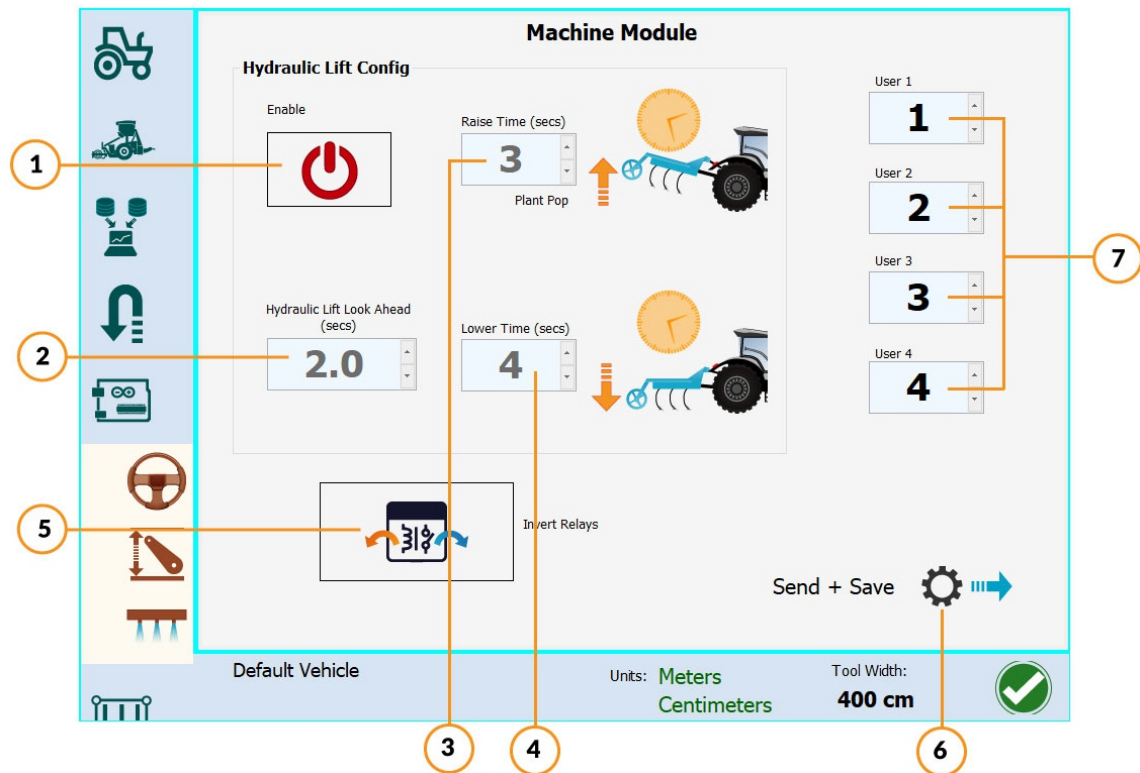 Machine Module
Hydraulic Lift Config
Enable
Raise Time (secs)
3
Plant Pop
Hydraulic Lift Look Ahead
(secs)
2.0
Lower Time (secs)
4
Invert Relays
User 1
1
User 2
2
User 3
3
User 4
4
Send + Save
Default Vehicle
Units: Meters
Centimeters
Tool Width:
400 cm
1
2
3
4
5
6
7